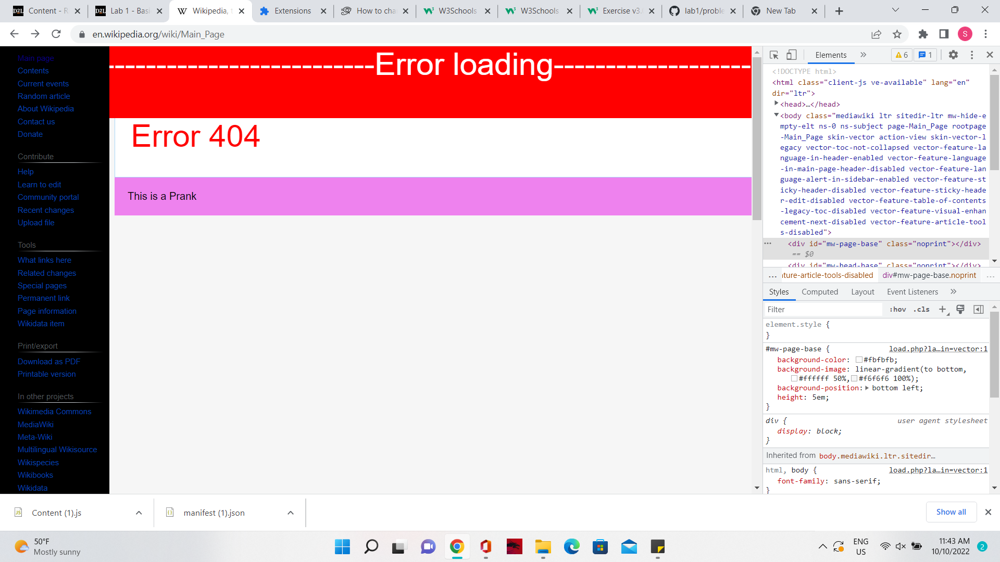 Content - R
Lab 1 - Basi
Wikipedia, t
Extensions
How to cha
W3Schools
W3Schools
Exercise v3.
lab1/proble
New Tab
en.wikipedia.org/wiki/Main_Page
S
Main page
Contents
Current events
Random article
About Wikipedia
Contact us
Donate
Contribute
Help
Learn to edit
Community portal
Recent changes
Upload file
Tools
What links here
Related changes
Special pages
Permanent link
Page information
Wikidata item
Print/export
Download as PDF
Printable version
In other projects
Wikimedia Commons
MediaWiki
Meta-Wiki
Multilingual Wikisource
Wikispecies
Wikibooks
Wikidata
--------------------------Error loading-------------------
Error 404
This is a Prank
Elements
6
1
<!DOCTYPE html>
<html class="client-js ve-available" lang="en"
dir="ltr">
<head>…</head>
<body class="mediawiki ltr sitedir-ltr mw-hide-e
mpty-elt ns-0 ns-subject page-Main_Page rootpage
-Main_Page skin-vector action-view skin-vector-l
egacy vector-toc-not-collapsed vector-feature-la
nguage-in-header-enabled vector-feature-language
-in-main-page-header-disabled vector-feature-lan
guage-alert-in-sidebar-enabled vector-feature-st
icky-header-disabled vector-feature-sticky-heade
r-edit-disabled vector-feature-table-of-contents
-legacy-toc-disabled vector-feature-visual-enhan
cement-next-disabled vector-feature-article-tool
s-disabled">
<div id="mw-page-base" class="noprint"></div>
== $0
<div id="mw-head-base" class="noprint"></div>
… ature-article-tools-disabled div#mw-page-base.noprint …
Styles Computed Layout Event Listeners
Filter :hov .cls
element.style {
}
#mw-page-base { load.php?la…in=vector:1
background-color: #fbfbfb;
background-image: linear-gradient(to bottom,
#ffffff 50%, #f6f6f6 100%);
background-position: bottom left;
height: 5em;
}
div { user agent stylesheet
display: block;
}
Inherited from body.mediawiki.ltr.sitedir…
html, body { load.php?la…in=vector:1
font-family: sans-serif;
}
Content (1).js
manifest (1).json
Show all
50°F
Mostly sunny
ENG
US
11:43 AM
10/10/2022
2